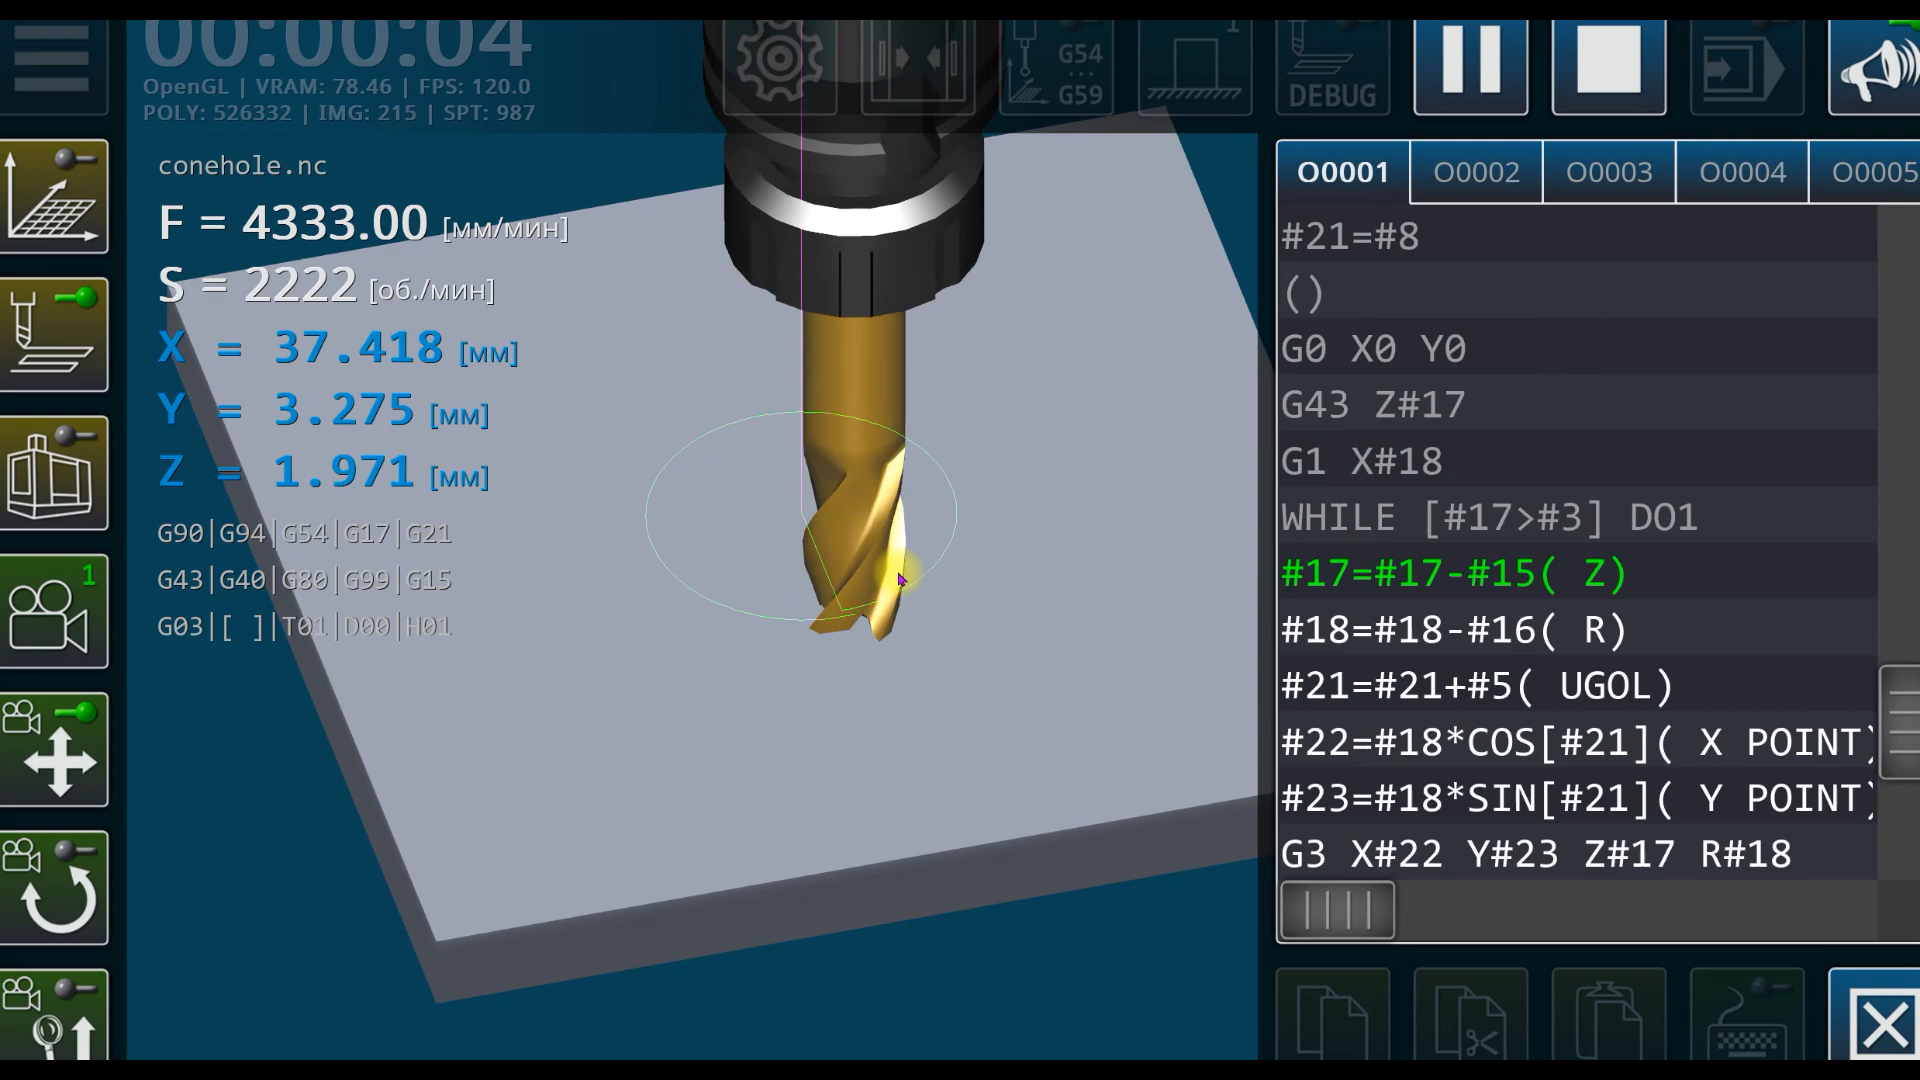 00:00:04
OpenGL | VRAM: 78.46 | FPS: 120.0
POLY: 526332 | IMG: 215 | SPT: 987
conehole.nc
F = 4333.00 [мм/мин]
S = 2222 [об./мин]
X = 37.418 [мм]
Y = 3.275 [мм]
Z = 1.971 [мм]
G90|G94|G54|G17|G21
G43|G40|G80|G99|G15
G03|[ ]|T01|D00|H01
G54
...
G59
1
DEBUG
1
O0001
O0002
O0003
O0004
O0005
#21=#8
()
G0 X0 Y0
G43 Z#17
G1 X#18
WHILE [#17>#3] DO1
#17=#17-#15( Z)
#18=#18-#16( R)
#21=#21+#5( UGOL)
#22=#18*COS[#21]( X POINT)
#23=#18*SIN[#21]( Y POINT)
G3 X#22 Y#23 Z#17 R#18